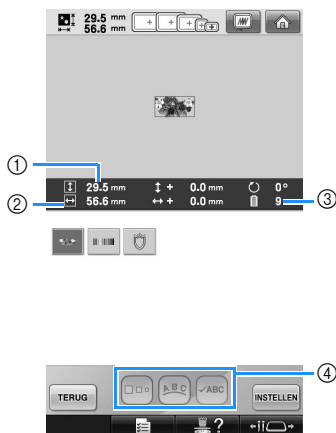 29.5 mm
56.6 mm
① 29.5 mm + 0.0 mm 0°
② 56.6 mm + 0.0 mm 9 ③
④
ABC ABC
TERUG INSTELLEN
?